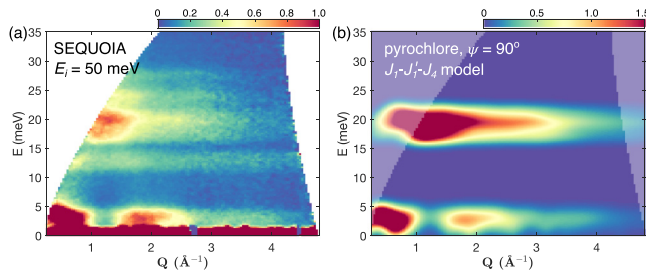 0 0.2 0.4 0.6 0.8 1.0
0 0.5 1.0 1.5
(a)
SEQUOIA
Eᵢ = 50 meV
E (meV)
35
30
25
20
15
10
5
0
1 2 3 4
Q (Å⁻¹)
(b)
pyrochlore, ψ = 90°
J₁-J₁'-J₄ model
E (meV)
35
30
25
20
15
10
5
0
1 2 3 4
Q (Å⁻¹)